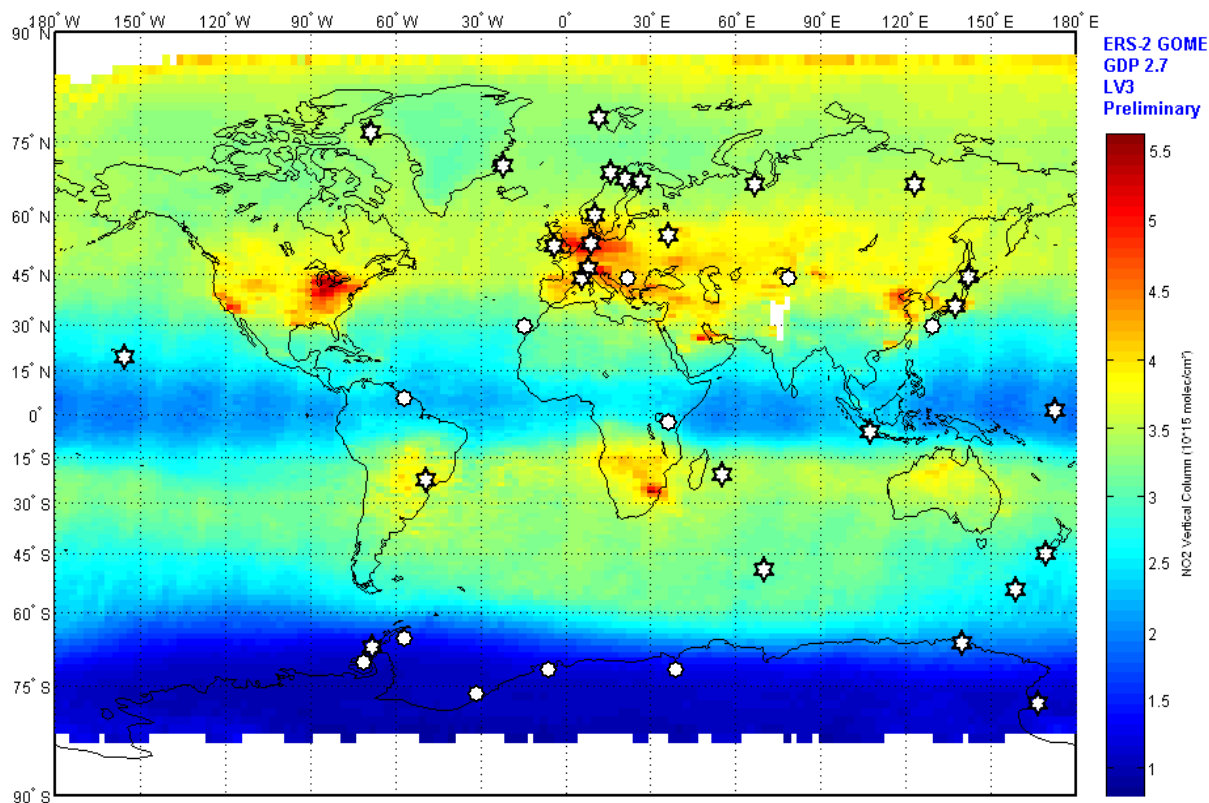 180° W 150° W 120° W 90° W 60° W 30° W 0° 30° E 60° E 90° E 120° E 150° E 180° E
90° N
75° N
60° N
45° N
30° N
15° N
0°
15° S
30° S
45° S
60° S
75° S
90° S
ERS-2 GOME
GDP 2.7
LV3
Preliminary
5.5
5
4.5
4
3.5
3
2.5
2
1.5
1
NO2 Vertical Column (10^15 molec/cm²)